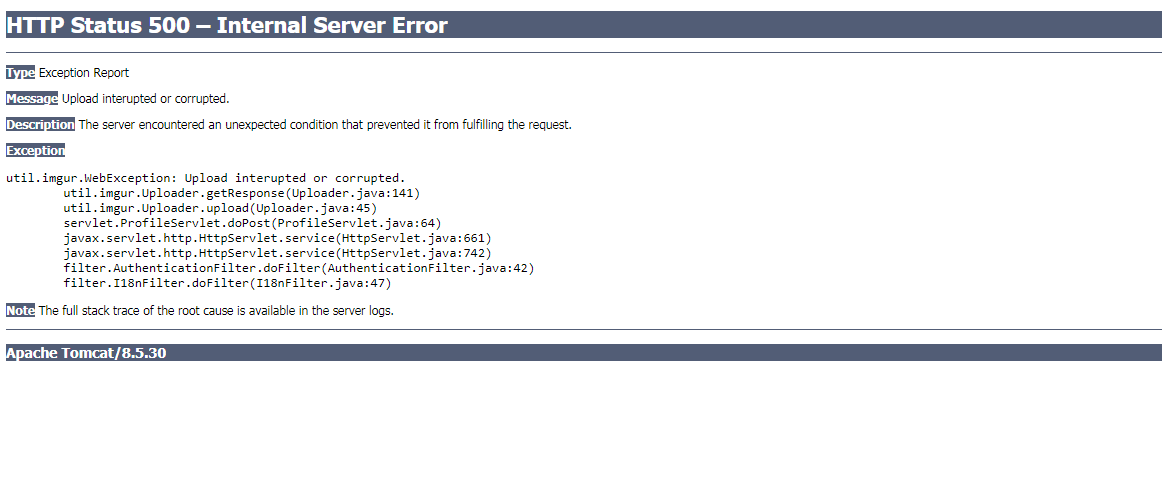 HTTP Status 500 – Internal Server Error
Type Exception Report
Message Upload interupted or corrupted.
Description The server encountered an unexpected condition that prevented it from fulfilling the request.
Exception
util.imgur.WebException: Upload interupted or corrupted.
util.imgur.Uploader.getResponse(Uploader.java:141)
util.imgur.Uploader.upload(Uploader.java:45)
servlet.ProfileServlet.doPost(ProfileServlet.java:64)
javax.servlet.http.HttpServlet.service(HttpServlet.java:661)
javax.servlet.http.HttpServlet.service(HttpServlet.java:742)
filter.AuthenticationFilter.doFilter(AuthenticationFilter.java:42)
filter.I18nFilter.doFilter(I18nFilter.java:47)
Note The full stack trace of the root cause is available in the server logs.
Apache Tomcat/8.5.30